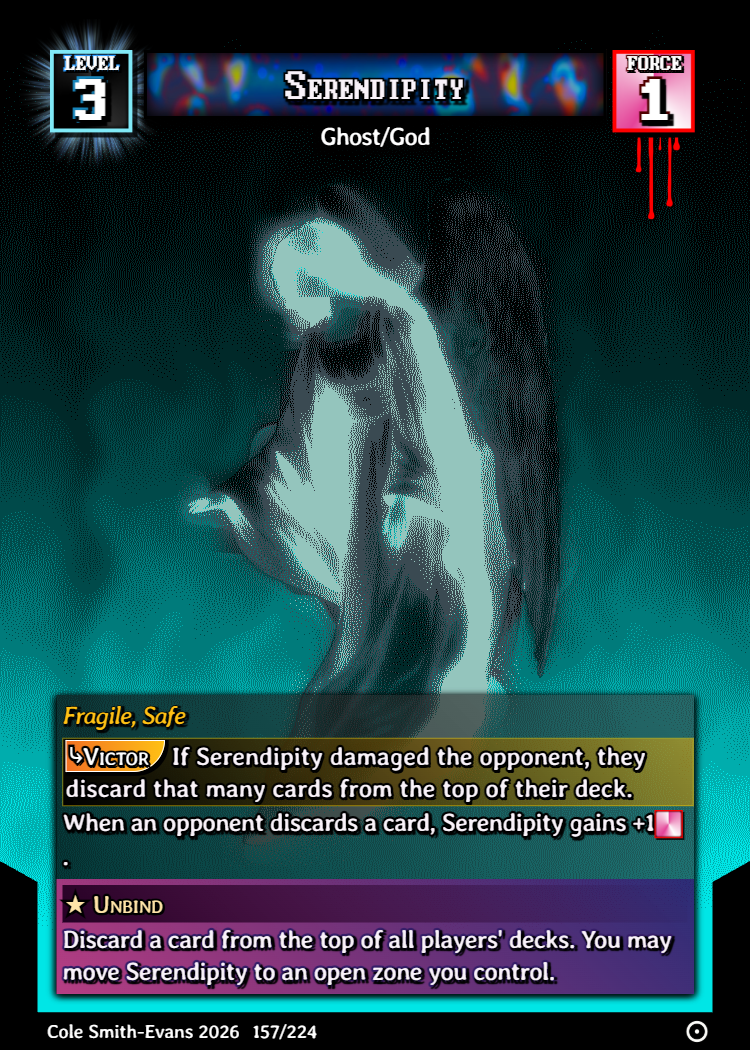 LEVEL
3
SERENDIPITY
FORCE
1
Ghost/God
Fragile, Safe
↳VICTOR If Serendipity damaged the opponent, they
discard that many cards from the top of their deck.
When an opponent discards a card, Serendipity gains +1
.
★ UNBIND
Discard a card from the top of all players' decks. You may
move Serendipity to an open zone you control.
Cole Smith-Evans 2026 157/224